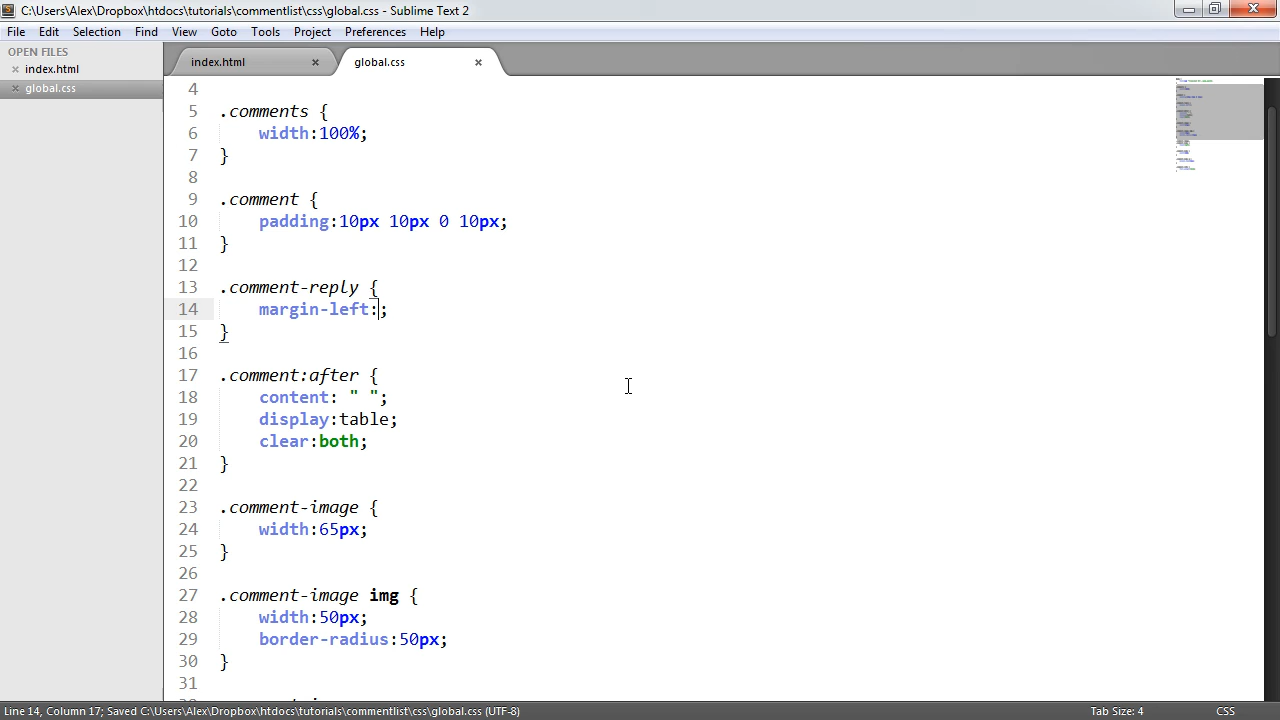 C:\Users\Alex\Dropbox\htdocs\tutorials\commentlist\css\global.css - Sublime Text 2
File Edit Selection Find View Goto Tools Project Preferences Help
OPEN FILES
index.html
global.css
index.html
global.css
4
5 .comments {
6 width:100%;
7 }
8
9 .comment {
10 padding:10px 10px 0 10px;
11 }
12
13 .comment-reply {
14 margin-left:;
15 }
16
17 .comment:after {
18 content: " ";
19 display:table;
20 clear:both;
21 }
22
23 .comment-image {
24 width:65px;
25 }
26
27 .comment-image img {
28 width:50px;
29 border-radius:50px;
30 }
31
Line 14, Column 17; Saved C:\Users\Alex\Dropbox\htdocs\tutorials\commentlist\css\global.css (UTF-8)
Tab Size: 4
CSS